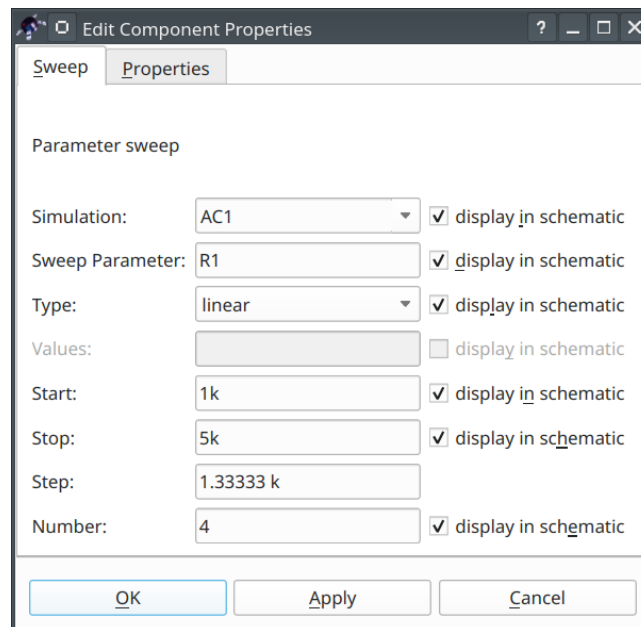 Edit Component Properties ?
Sweep Properties
Parameter sweep
Simulation: AC1 display in schematic
Sweep Parameter: R1 display in schematic
Type: linear display in schematic
Values: display in schematic
Start: 1k display in schematic
Stop: 5k display in schematic
Step: 1.33333 k
Number: 4 display in schematic
OK Apply Cancel